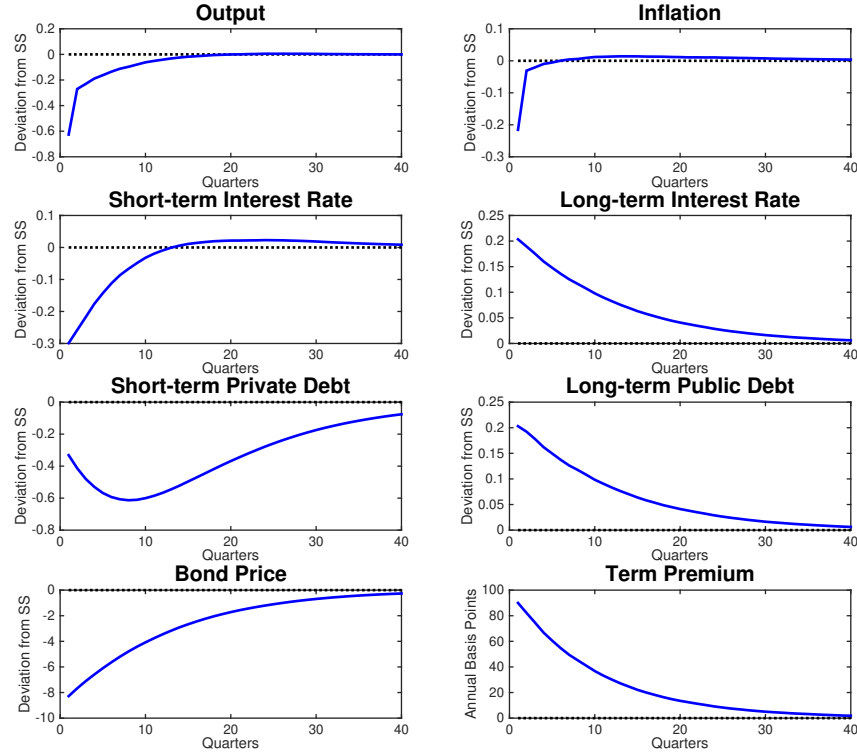 Output
Deviation from SS
0.2
0
-0.2
-0.4
-0.6
-0.8
0 10 20 30 40
Quarters
Inflation
Deviation from SS
0.1
0
-0.1
-0.2
-0.3
0 10 20 30 40
Quarters
Short-term Interest Rate
Deviation from SS
0.1
0
-0.1
-0.2
-0.3
0 10 20 30 40
Quarters
Long-term Interest Rate
Deviation from SS
0.25
0.2
0.15
0.1
0.05
0
0 10 20 30 40
Quarters
Short-term Private Debt
Deviation from SS
0
-0.2
-0.4
-0.6
-0.8
0 10 20 30 40
Quarters
Long-term Public Debt
Deviation from SS
0.25
0.2
0.15
0.1
0.05
0
0 10 20 30 40
Quarters
Bond Price
Deviation from SS
0
-2
-4
-6
-8
-10
0 10 20 30 40
Quarters
Term Premium
Annual Basis Points
100
80
60
40
20
0
0 10 20 30 40
Quarters